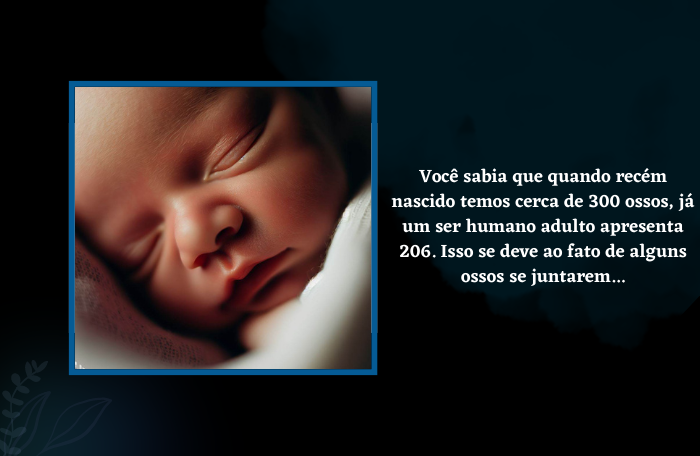 Você sabia que quando recém
nascido temos cerca de 300 ossos, já
um ser humano adulto apresenta
206. Isso se deve ao fato de alguns
ossos se juntarem...